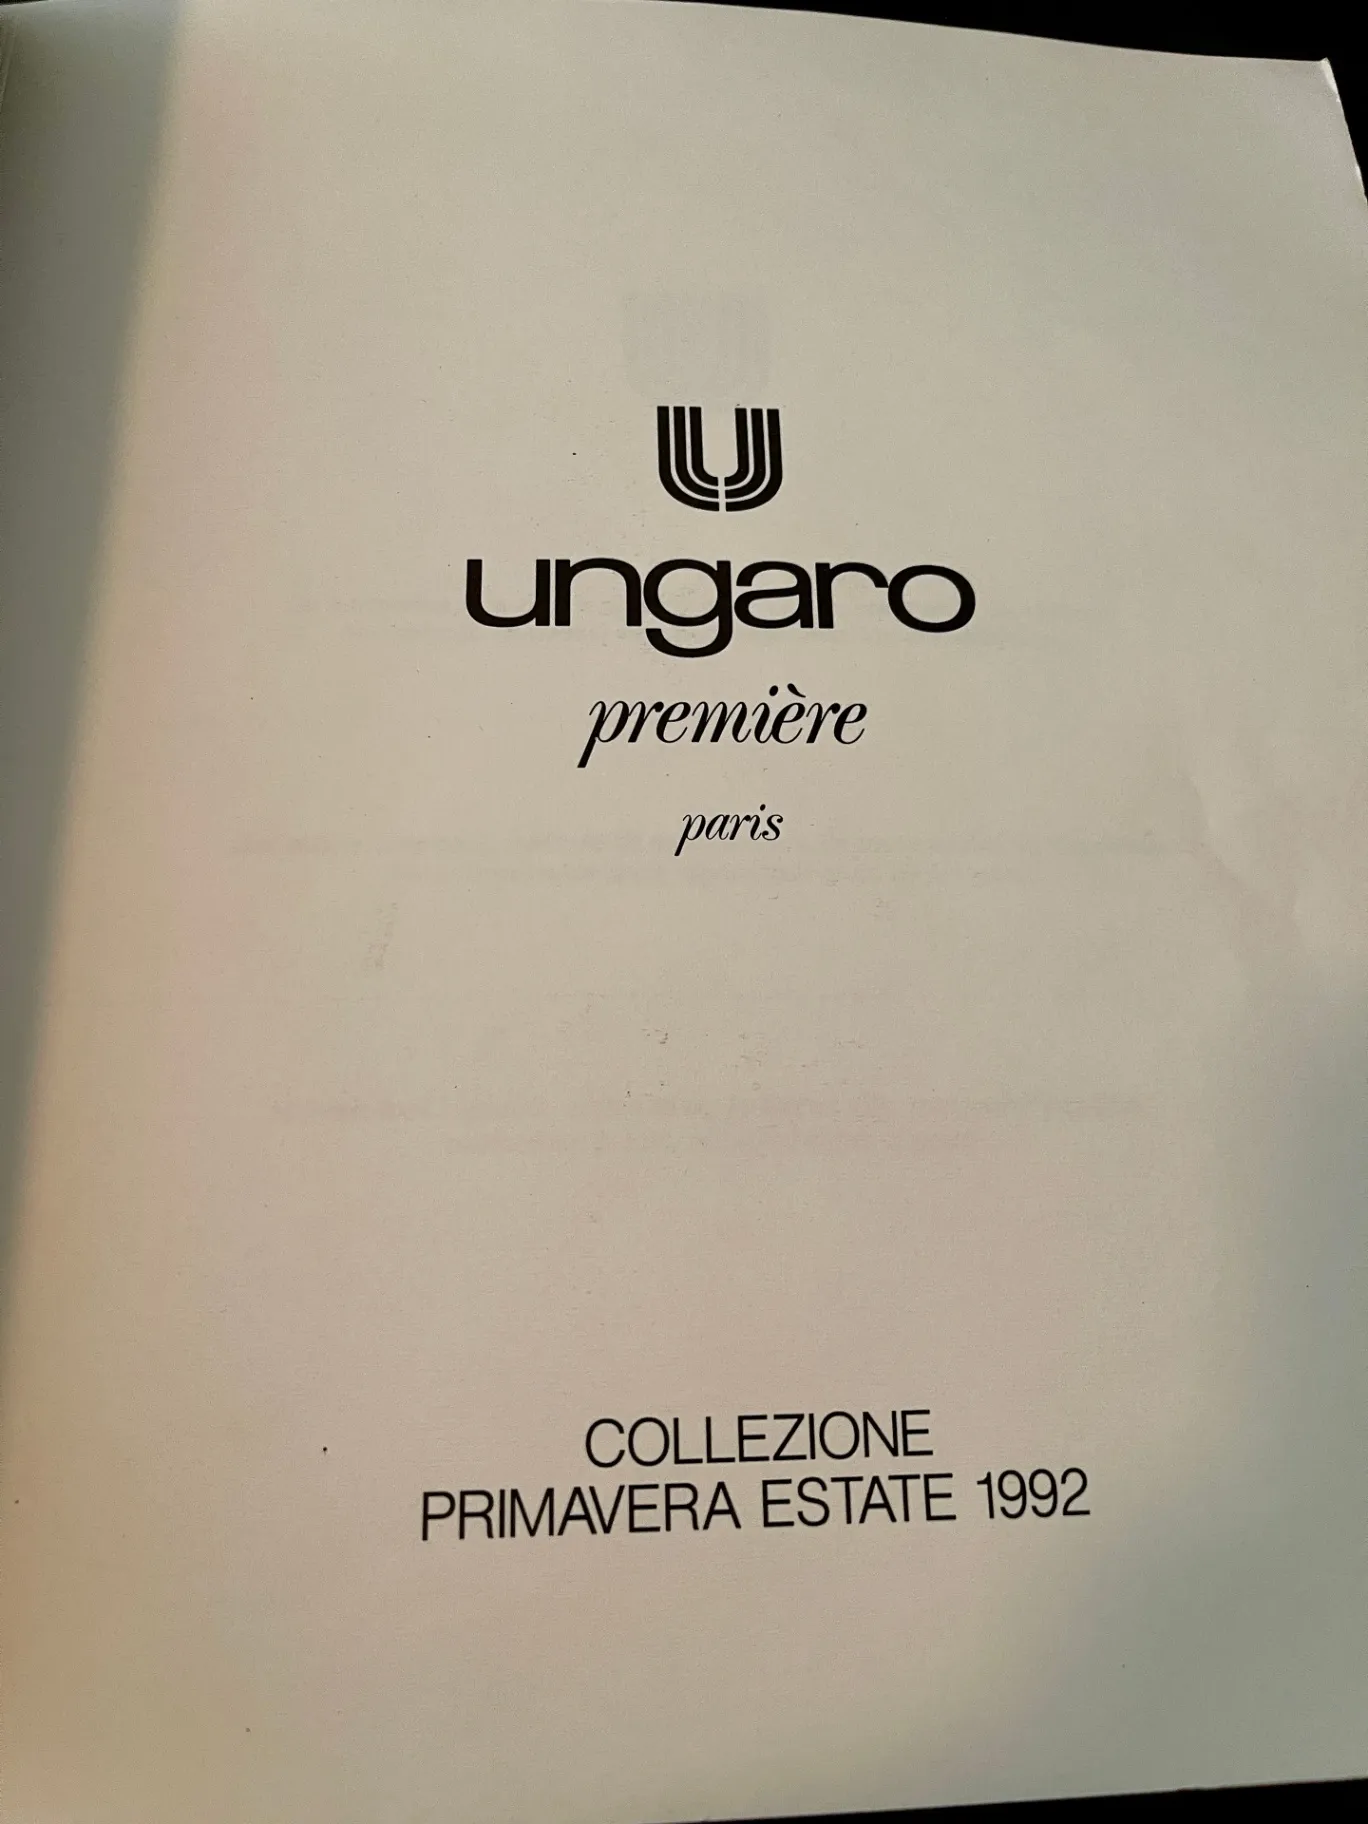 U
ungaro
première
paris
COLLEZIONE
PRIMAVERA ESTATE 1992